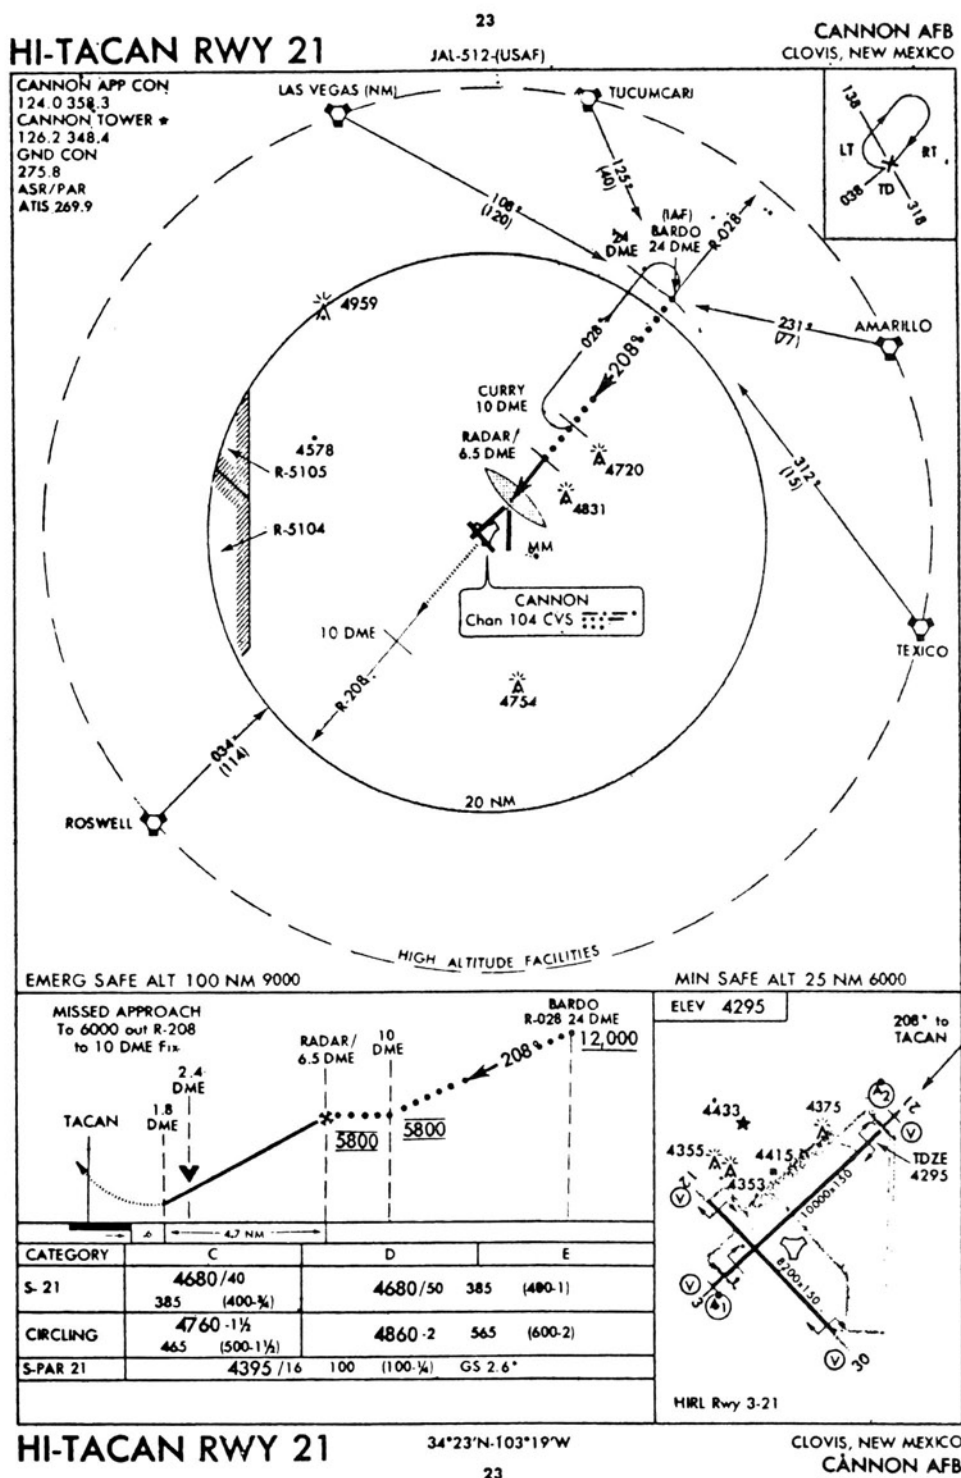 23
HI-TACAN RWY 21
JAL-512-(USAF)
CANNON AFB
CLOVIS, NEW MEXICO
CANNON APP CON
124.0 358.3
CANNON TOWER ★
126.2 348.4
GND CON
275.8
ASR/PAR
ATIS 269.9
LAS VEGAS (NM)
TUCUMCARI
138
LT
RT
038
TD
318
108°
(120)
125°
(40)
(IAF)
BARDO
24 DME
24
DME
R-028
4959
028°
208°
231°
(77)
AMARILLO
CURRY
10 DME
4578
R-5105
RADAR/
6.5 DME
4720
312°
(15)
4831
R-5104
MM
CANNON
Chan 104 CVS
10 DME
TEXICO
R-208
4754
034°
(114)
20 NM
ROSWELL
HIGH ALTITUDE FACILITIES
EMERG SAFE ALT 100 NM 9000
MIN SAFE ALT 25 NM 6000
MISSED APPROACH
To 6000 out R-208
to 10 DME Fix
BARDO
R-028 24 DME
12,000
RADAR/
6.5 DME
10
DME
208°
2.4
DME
1.8
DME
TACAN
5800
5800
.6
4.7 NM
ELEV 4295
208° to
TACAN
A2
21
V
4433
4375
TDZE
4295
4355
4415
4353
12
V
10000x150
8200x150
V
3
A1
V
30
HIRL Rwy 3-21
CATEGORY C D E
S-21 4680/40 4680/50 385 (400-1)
385 (400-¾)
CIRCLING 4760-1½ 4860-2 565 (600-2)
465 (500-1½)
S-PAR 21 4395/16 100 (100-¼) GS 2.6°
HI-TACAN RWY 21
34°23'N-103°19'W
CLOVIS, NEW MEXICO
CANNON AFB
23